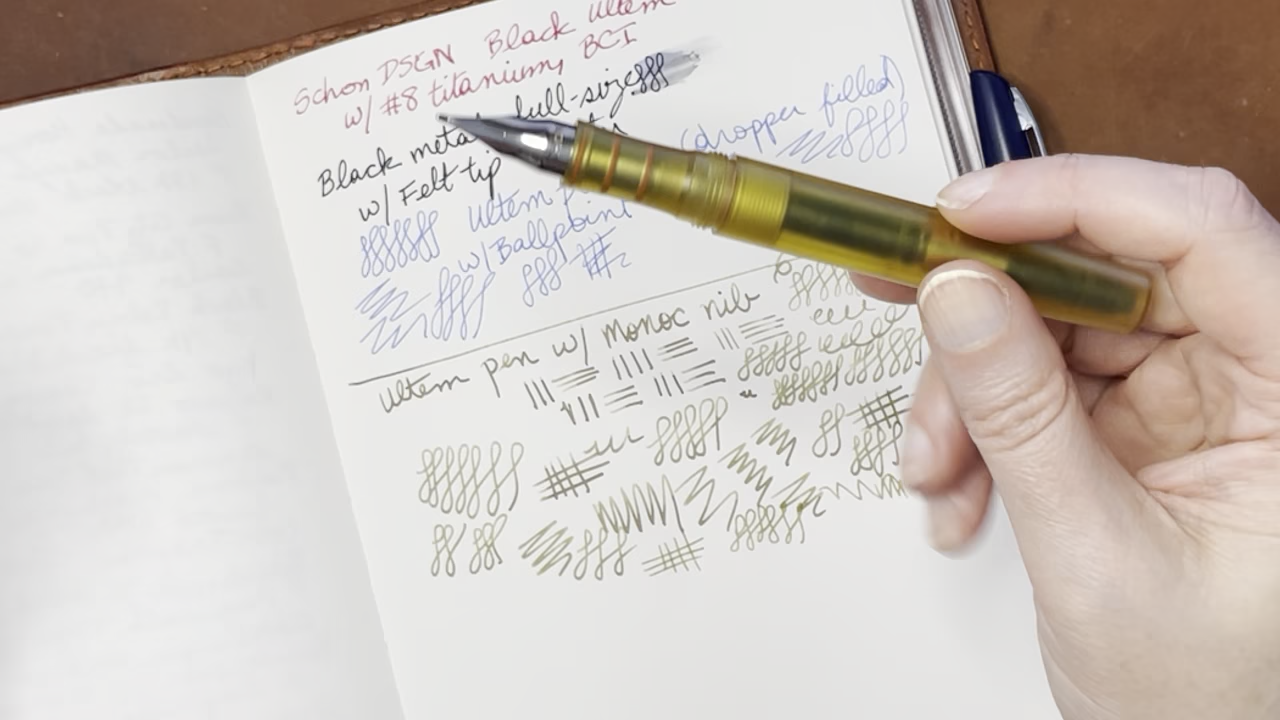 Schon DSGN Black Ultem
w/ #8 titanium, BCI
Black metal full-size
w/ Felt tip
(dropper filled)
Ultem
w/ Ballpoint
Ultem pen w/ Monoc nib